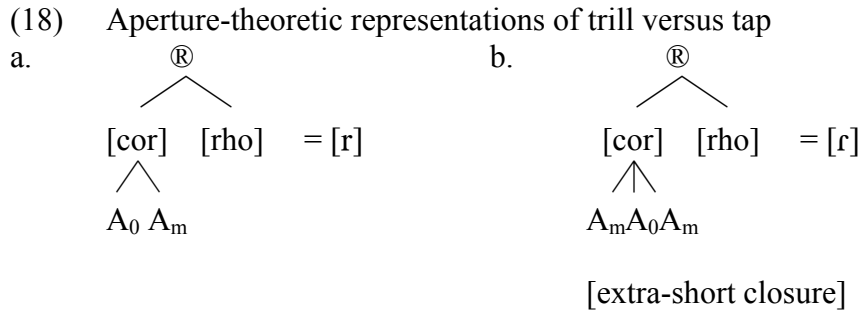 (18) Aperture-theoretic representations of trill versus tap
a. ® b. ®
[cor] [rho] = [r] [cor] [rho] = [ɾ]
A₀ Aₘ AₘA₀Aₘ
[extra-short closure]